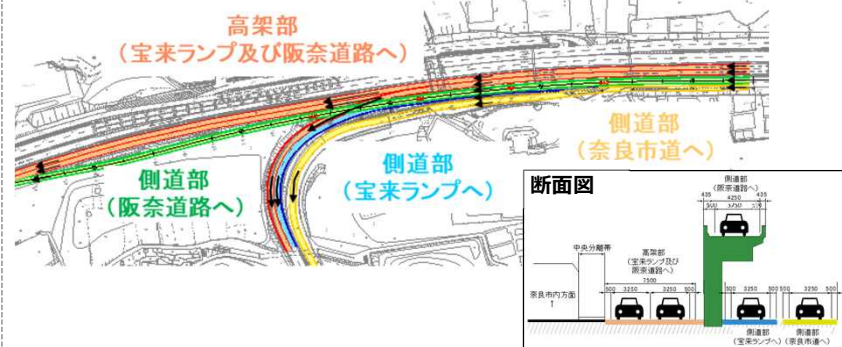 高架部
（宝来ランプ及び阪奈道路へ）
側道部
（奈良市道へ）
側道部
（宝来ランプへ）
側道部
（阪奈道路へ）
断面図
側道部
（阪奈道路へ）
435 4250 435
500
中央分離帯
高架部
（宝来ランプ及び
阪奈道路へ）
7500
奈良市内方面
500 3250 3250 500
500 3250 500
500 3250 500
側道部
（宝来ランプへ）
側道部
（奈良市道へ）